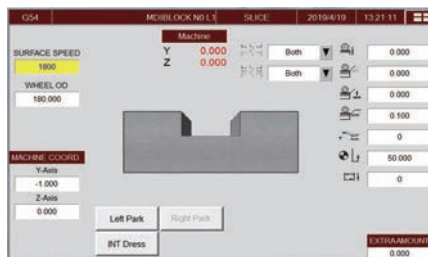 G54 MDI\BLOCK N0 L1 SLICE 2019/4/19 13:21:11
Machine
Y 0.000
Z 0.000
SURFACE SPEED
1800
WHEEL OD
180.000
Both
Both
0.000
0.000
0.000
0.100
0
50.000
0
MACHINE COORD
Y-Axis
-1.000
Z-Axis
0.000
Left Park
Right Park
INT Dress
EXTRAAMOUNT
0.000